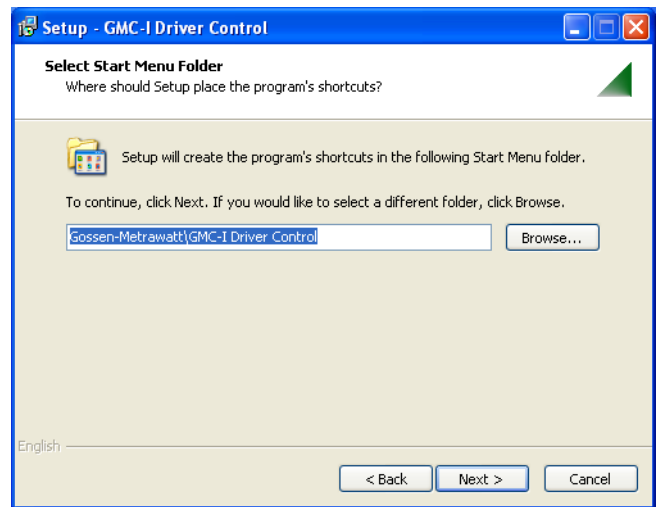 Setup - GMC-I Driver Control
Select Start Menu Folder
Where should Setup place the program's shortcuts?
Setup will create the program's shortcuts in the following Start Menu folder.
To continue, click Next. If you would like to select a different folder, click Browse.
Gossen-Metrawatt\GMC-I Driver Control
Browse...
English
< Back
Next >
Cancel